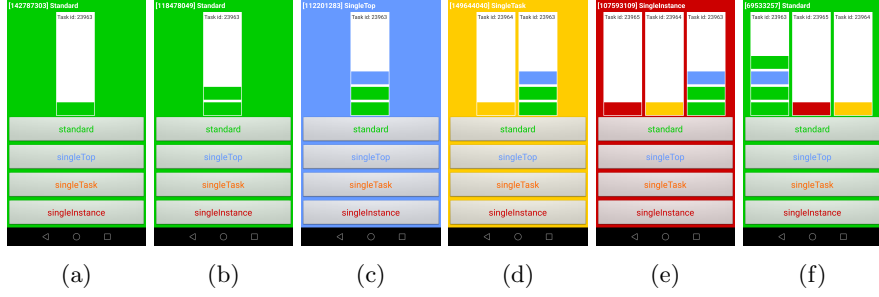 [142787303] Standard
Task id: 23963
standard
singleTop
singleTask
singleInstance
(a)
[118478049] Standard
Task id: 23963
standard
singleTop
singleTask
singleInstance
(b)
[112201283] SingleTop
Task id: 23963
standard
singleTop
singleTask
singleInstance
(c)
[149644040] SingleTask
Task id: 23964 Task id: 23963
standard
singleTop
singleTask
singleInstance
(d)
[107593109] SingleInstance
Task id: 23965 Task id: 23964 Task id: 23963
standard
singleTop
singleTask
singleInstance
(e)
[69533257] Standard
Task id: 23963 Task id: 23965 Task id: 23964
standard
singleTop
singleTask
singleInstance
(f)